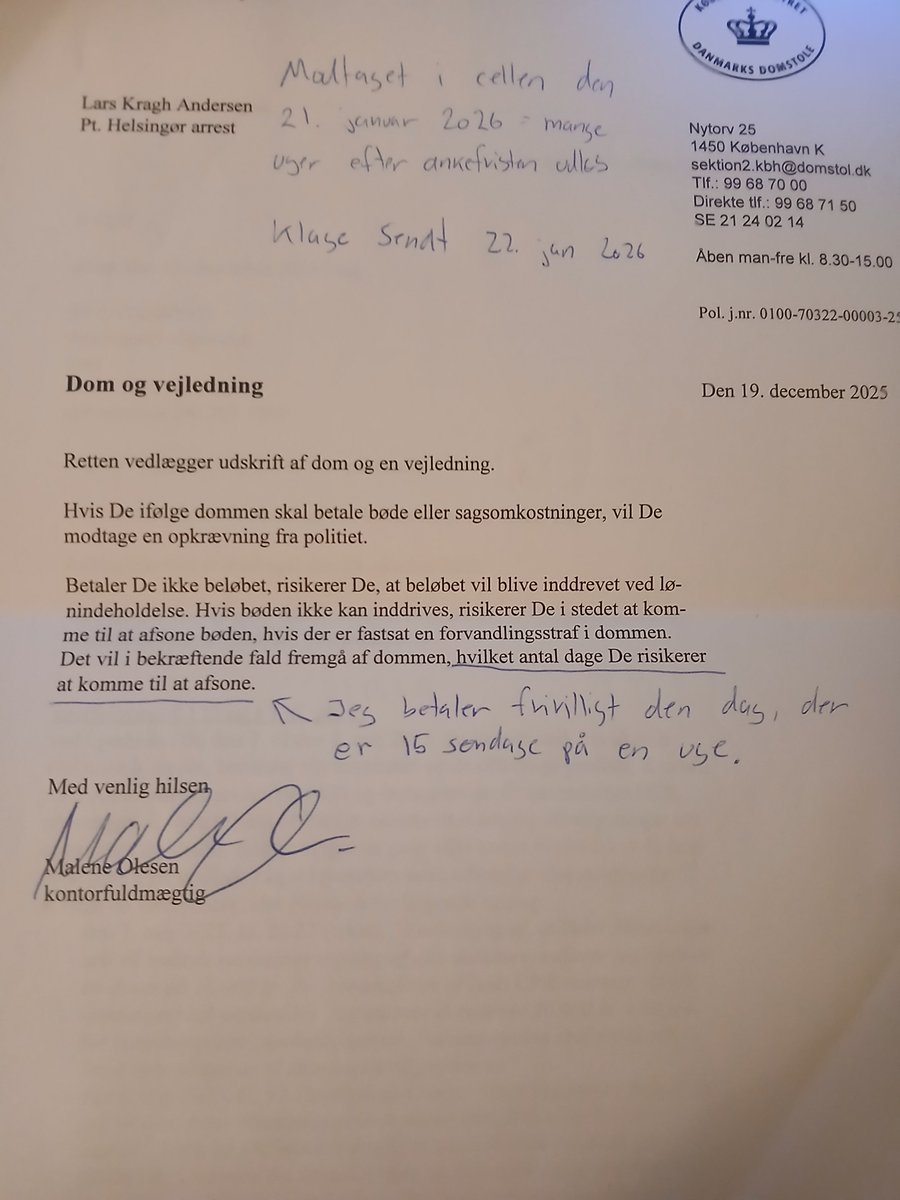 DANMARKS DOMSTOLE
Modtaget i cellen den
21. januar 2026 = mange
uger efter ankefristen udløb
Klage sendt 22. jan 2026
Lars Kragh Andersen
Pt. Helsingør arrest
Nytorv 25
1450 København K
sektion2.kbh@domstol.dk
Tlf.: 99 68 70 00
Direkte tlf.: 99 68 71 50
SE 21 24 02 14
Åben man-fre kl. 8.30-15.00
Pol. j.nr. 0100-70322-00003-25
Dom og vejledning
Den 19. december 2025
Retten vedlægger udskrift af dom og en vejledning.
Hvis De ifølge dommen skal betale bøde eller sagsomkostninger, vil De
modtage en opkrævning fra politiet.
Betaler De ikke beløbet, risikerer De, at beløbet vil blive inddrevet ved lø-
nindeholdelse. Hvis bøden ikke kan inddrives, risikerer De i stedet at kom-
me til at afsone bøden, hvis der er fastsat en forvandlingsstraf i dommen.
Det vil i bekræftende fald fremgå af dommen, hvilket antal dage De risikerer
at komme til at afsone.
Jeg betaler frivilligt den dag, der
er 15 søndage på en uge.
Med venlig hilsen
Malene Olesen
kontorfuldmægtig